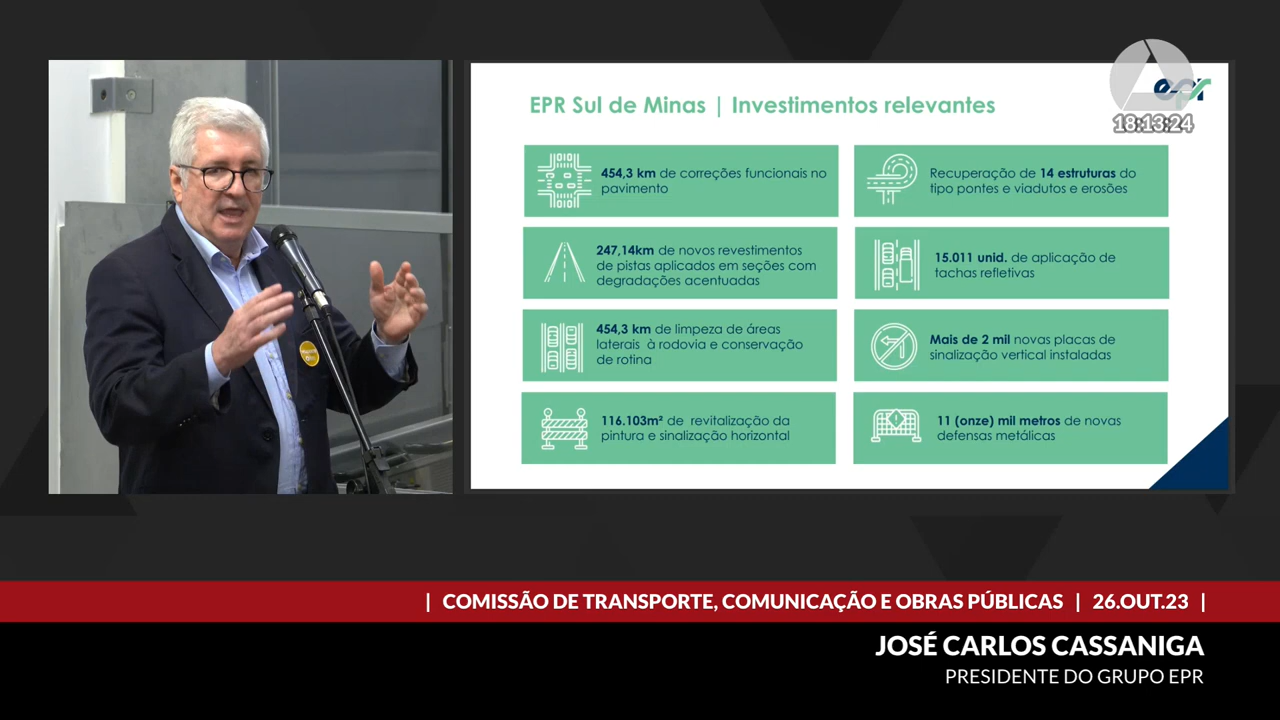 EPR Sul de Minas | Investimentos relevantes
epr
18:13:24
454,3 km de correções funcionais no
pavimento
Recuperação de 14 estruturas do
tipo pontes e viadutos e erosões
247,14km de novos revestimentos
de pistas aplicados em seções com
degradações acentuadas
15.011 unid. de aplicação de
tachas refletivas
454,3 km de limpeza de áreas
laterais à rodovia e conservação
de rotina
Mais de 2 mil novas placas de
sinalização vertical instaladas
116.103m² de revitalização da
pintura e sinalização horizontal
11 (onze) mil metros de novas
defensas metálicas
| COMISSÃO DE TRANSPORTE, COMUNICAÇÃO E OBRAS PÚBLICAS | 26.OUT.23 |
JOSÉ CARLOS CASSANIGA
PRESIDENTE DO GRUPO EPR